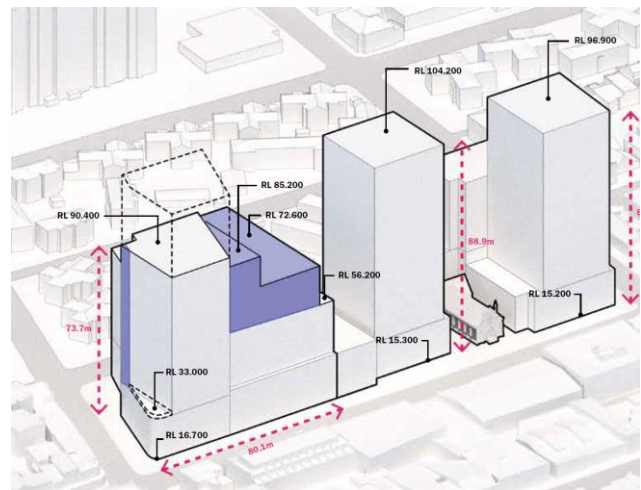 RL 96.900
RL 104.200
RL 85.200
RL 90.400
RL 72.600
88.9m
RL 56.200
RL 15.200
73.7m
RL 15.300
RL 33.000
RL 16.700
80.1m